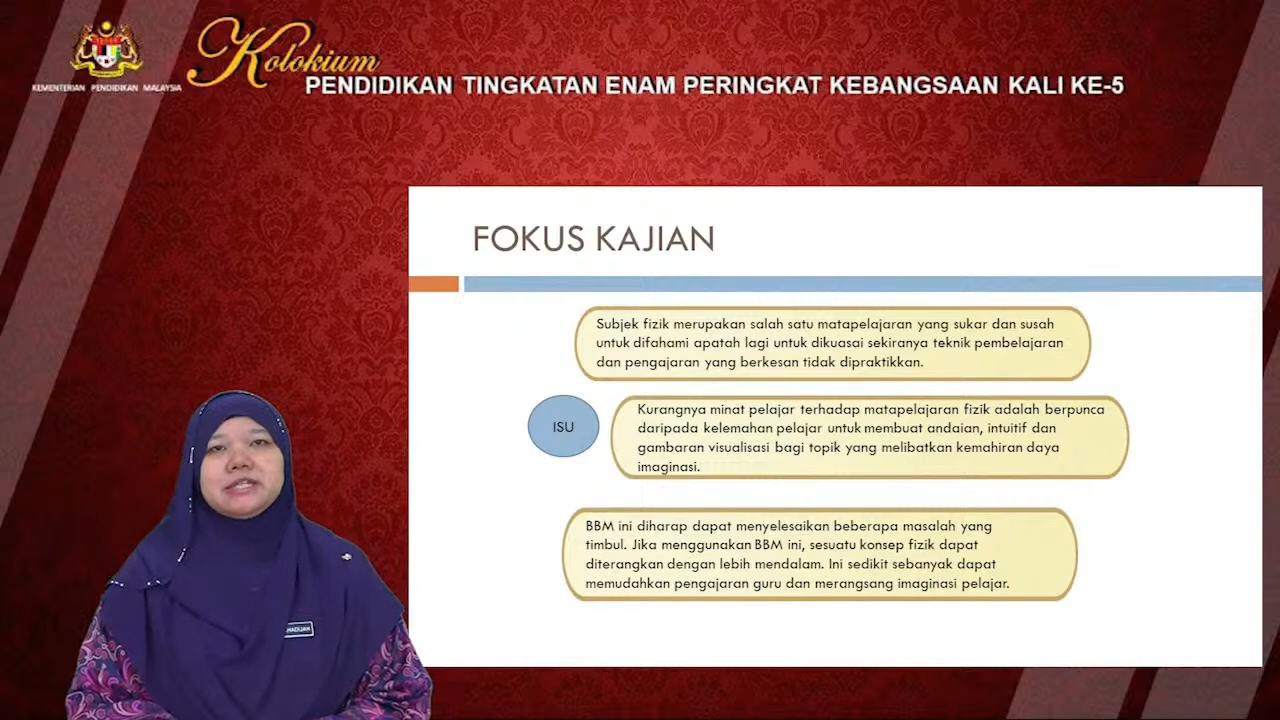 Kolokium
KEMENTERIAN PENDIDIKAN MALAYSIA
PENDIDIKAN TINGKATAN ENAM PERINGKAT KEBANGSAAN KALI KE-5
FOKUS KAJIAN
Subjek fizik merupakan salah satu matapelajaran yang sukar dan susah
untuk difahami apatah lagi untuk dikuasai sekiranya teknik pembelajaran
dan pengajaran yang berkesan tidak dipraktikkan.
ISU
Kurangnya minat pelajar terhadap matapelajaran fizik adalah berpunca
daripada kelemahan pelajar untuk membuat andaian, intuitif dan
gambaran visualisasi bagi topik yang melibatkan kemahiran daya
imaginasi.
BBM ini diharap dapat menyelesaikan beberapa masalah yang
timbul. Jika menggunakan BBM ini, sesuatu konsep fizik dapat
diterangkan dengan lebih mendalam. Ini sedikit sebanyak dapat
memudahkan pengajaran guru dan merangsang imaginasi pelajar.